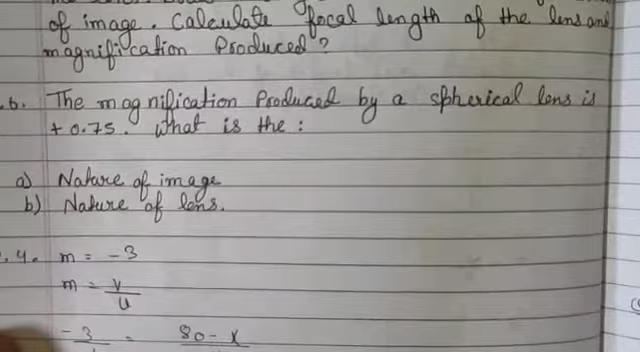 of image. Calculate focal length of the lens and
magnification Produced?
6. The magnification Produced by a spherical lens is
+ 0.75. What is the :
a) Nature of image
b) Nature of lens.
4. m = -3
m = v
u
-3 = 80 - x